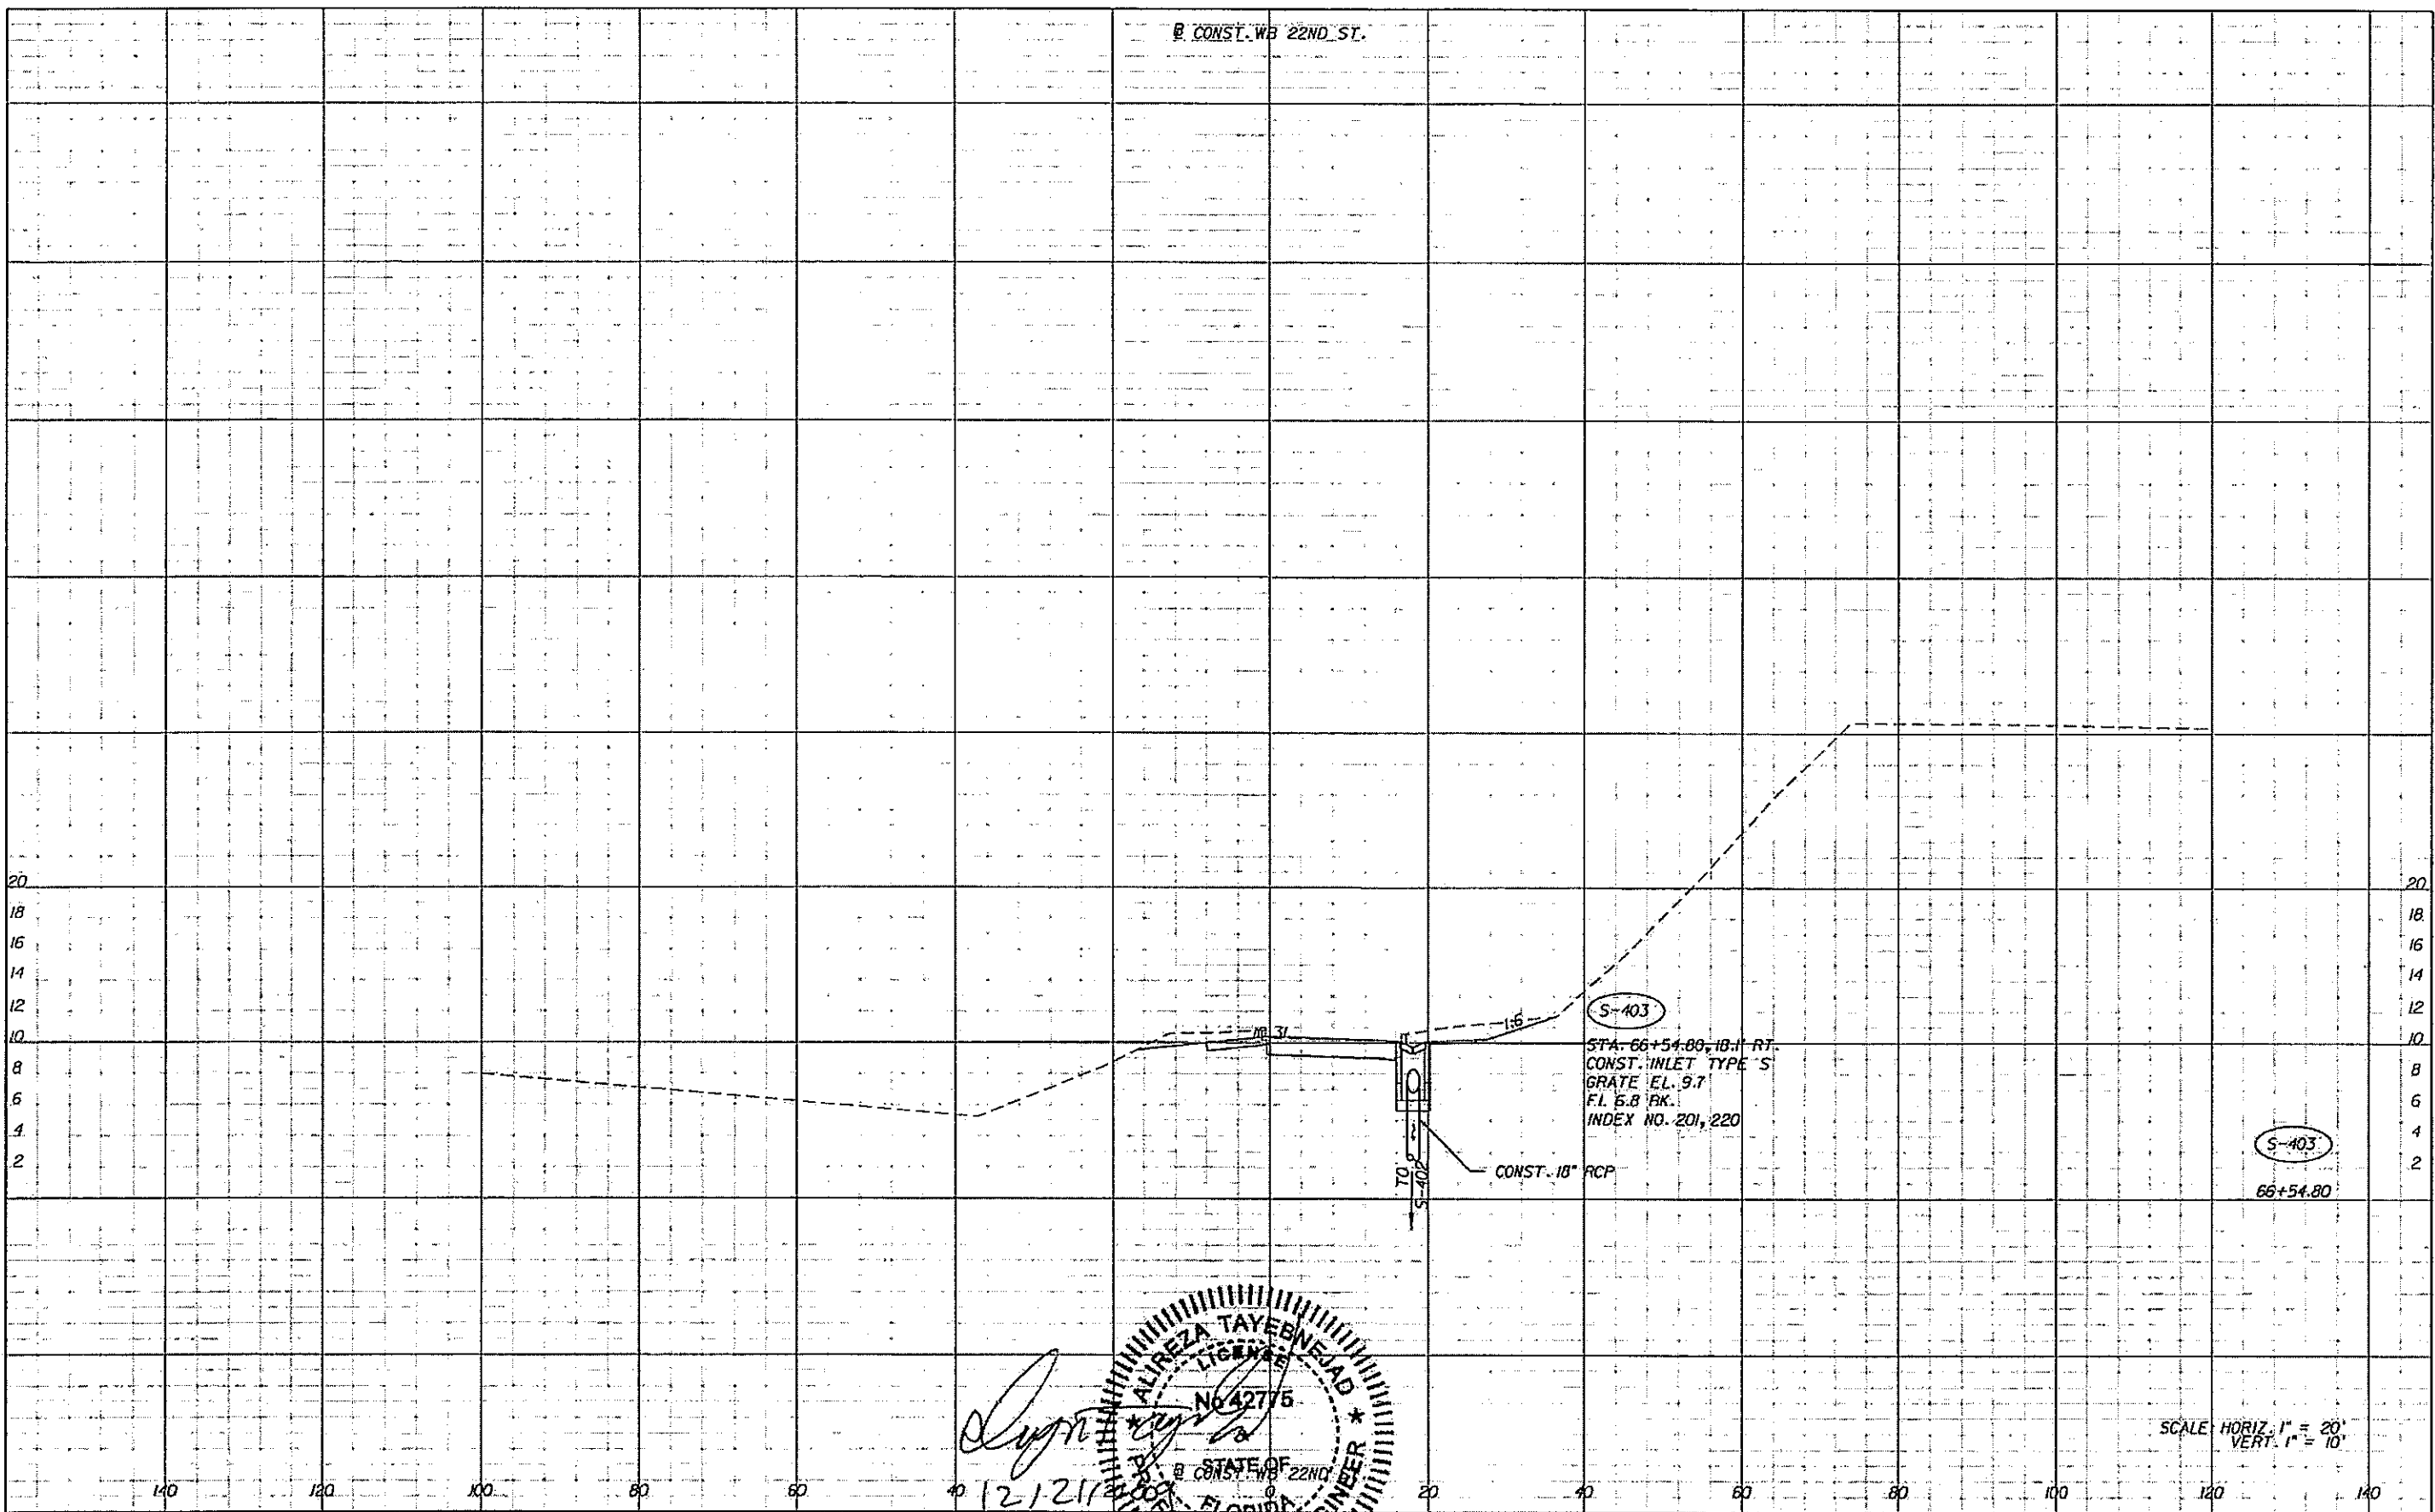 ℄ CONST. WB 22ND ST.
20 20
18 18
16 16
14 14
12 12
10 10
8 8
6 6
4 4
2 2
10.31
1:6
S-403
STA. 66+54.80, 18.1' RT.
CONST. INLET TYPE S
GRATE EL. 9.7
F.L 6.8 BK.
INDEX NO. 201, 220
CONST. 18" RCP
TO
S-402
S-403
66+54.80
ALIREZA TAYEBNEJAD
LICENSE
No 42775
STATE OF
FLORIDA
℄ CONST. WB 22ND
SCALE: HORIZ. 1" = 20'
VERT. 1" = 10'
140 120 100 80 60 40 20 0 20 40 60 80 100 120 140